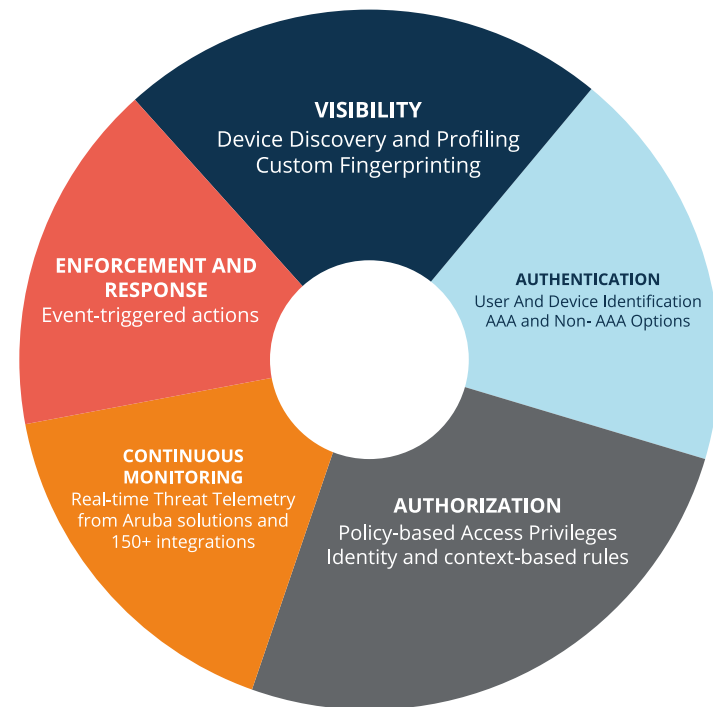 VISIBILITY
Device Discovery and Profiling
Custom Fingerprinting
AUTHENTICATION
User And Device Identification
AAA and Non- AAA Options
AUTHORIZATION
Policy-based Access Privileges
Identity and context-based rules
CONTINUOUS
MONITORING
Real-time Threat Telemetry
from Aruba solutions and
150+ integrations
ENFORCEMENT AND
RESPONSE
Event-triggered actions